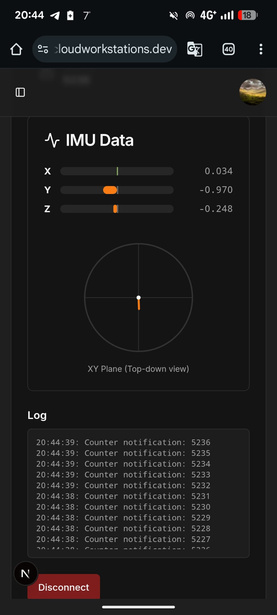 20:44
4G+
18
:loudworkstations.dev
40
IMU Data
X 0.034
Y -0.970
Z -0.248
XY Plane (Top-down view)
Log
20:44:39: Counter notification: 5236
20:44:39: Counter notification: 5235
20:44:39: Counter notification: 5234
20:44:39: Counter notification: 5233
20:44:39: Counter notification: 5232
20:44:38: Counter notification: 5231
20:44:38: Counter notification: 5230
20:44:38: Counter notification: 5229
20:44:38: Counter notification: 5228
20:44:38: Counter notification: 5227
N
Disconnect